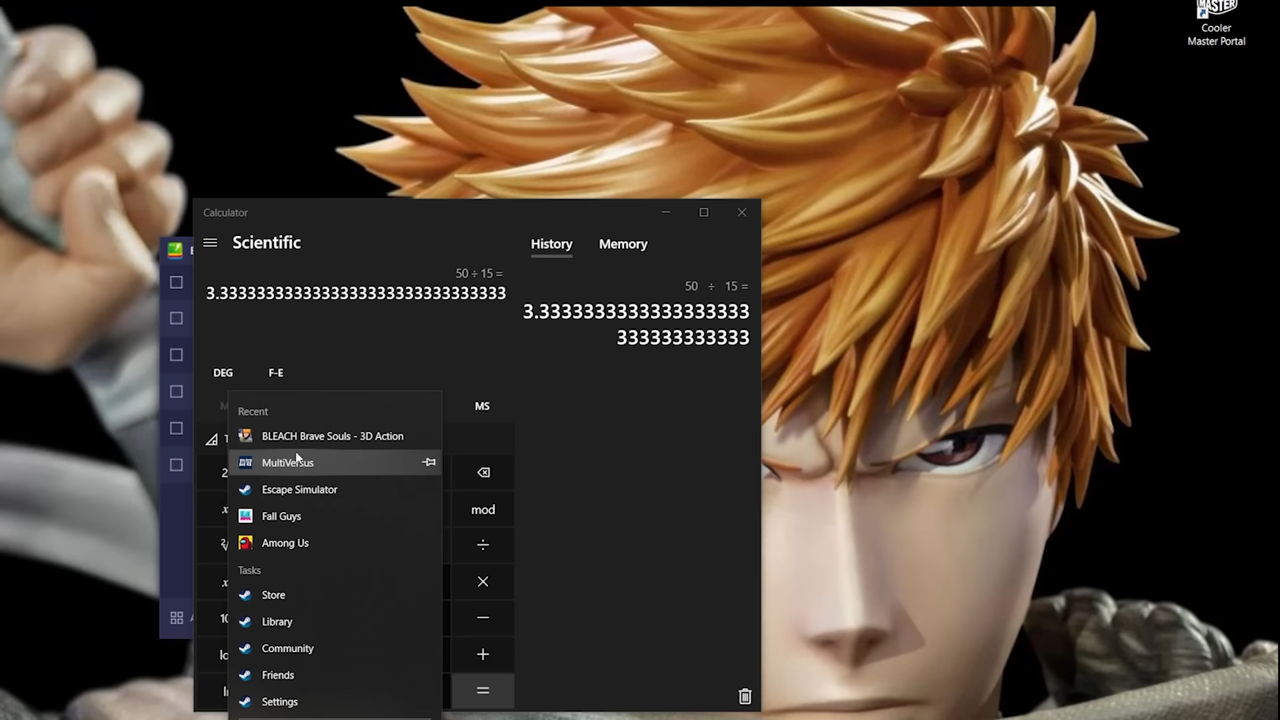 MASTER
Cooler
Master Portal
Calculator
Scientific
History
Memory
50 ÷ 15 =
3.3333333333333333333333333333333
50 ÷ 15 =
3.3333333333333333333
333333333333
DEG
F-E
MS
Recent
BLEACH Brave Souls - 3D Action
MultiVersus
Escape Simulator
Fall Guys
Among Us
Tasks
Store
Library
Community
Friends
Settings
mod
÷
×
−
+
=